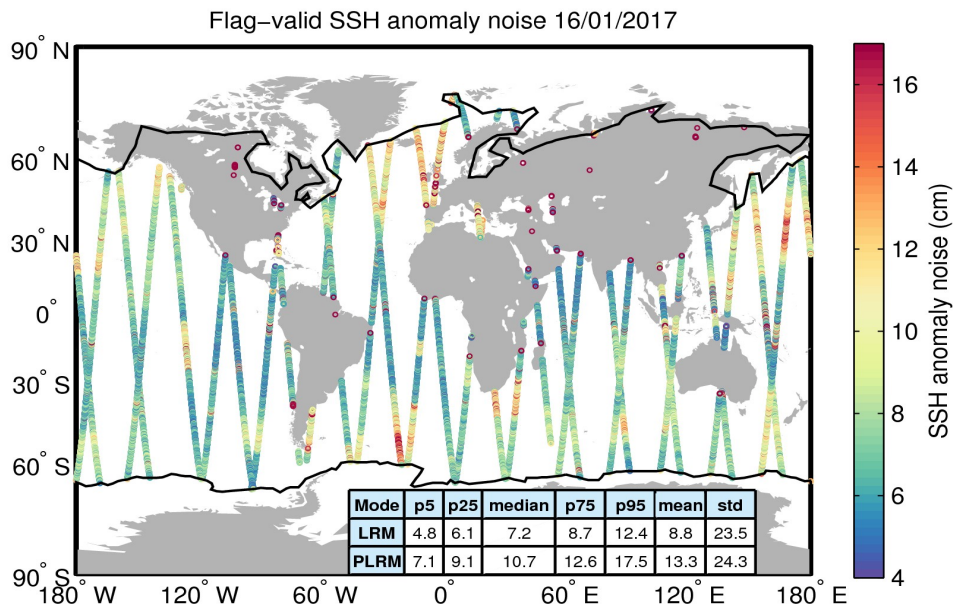 Flag−valid SSH anomaly noise 16/01/2017
90° N
60° N
30° N
0°
30° S
60° S
90° S
180° W 120° W 60° W 0° 60° E 120° E 180° E
Mode p5 p25 median p75 p95 mean std
LRM 4.8 6.1 7.2 8.7 12.4 8.8 23.5
PLRM 7.1 9.1 10.7 12.6 17.5 13.3 24.3
16
14
12
10
8
6
4
SSH anomaly noise (cm)